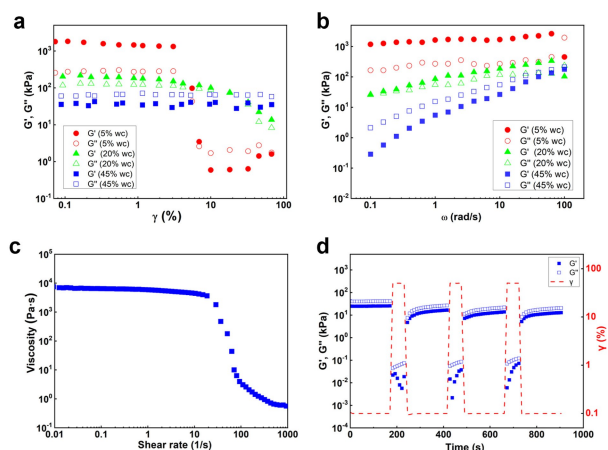 a
G', G'' (kPa)
10³
10²
10¹
10⁰
10⁻¹
G' (5% wc)
G'' (5% wc)
G' (20% wc)
G'' (20% wc)
G' (45% wc)
G'' (45% wc)
0.1 1 10 100
γ (%)
b
G', G'' (kPa)
10⁴
10³
10²
10¹
10⁰
10⁻¹
10⁻²
G' (5% wc)
G'' (5% wc)
G' (20% wc)
G'' (20% wc)
G' (45% wc)
G'' (45% wc)
0.1 1 10 100
ω (rad/s)
c
Viscosity (Pa·s)
10⁵
10⁴
10³
10²
10¹
10⁰
10⁻¹
0.01 0.1 1 10 100 1000
Shear rate (1/s)
d
G', G'' (kPa)
10⁴
10³
10²
10¹
10⁰
10⁻¹
10⁻²
10⁻³
10⁻⁴
G'
G''
γ
100
10
1
0.1
γ (%)
0 200 400 600 800 1000
Time (s)